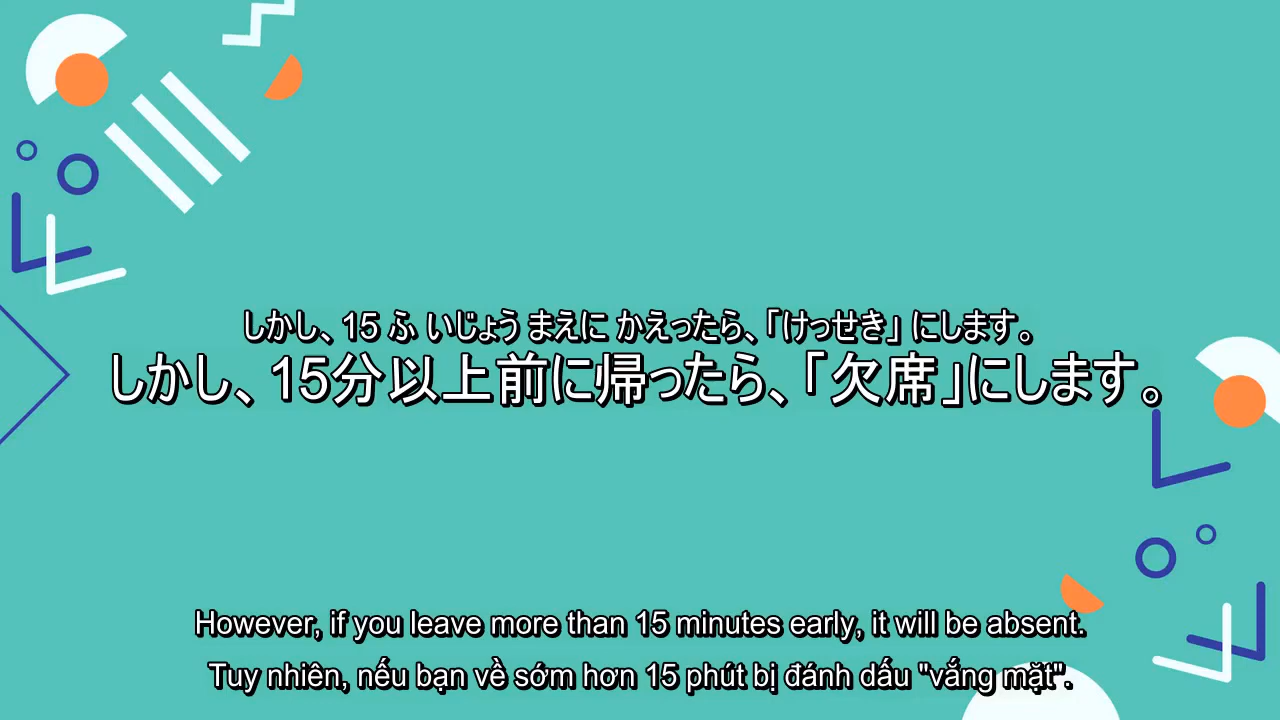 しかし、15 ふ いじょう まえに かえったら、「けっせき」 にします。
しかし、15分以上前に帰ったら、「欠席」にします。
However, if you leave more than 15 minutes early, it will be absent.
Tuy nhiên, nếu bạn về sớm hơn 15 phút bị đánh dấu "vắng mặt".